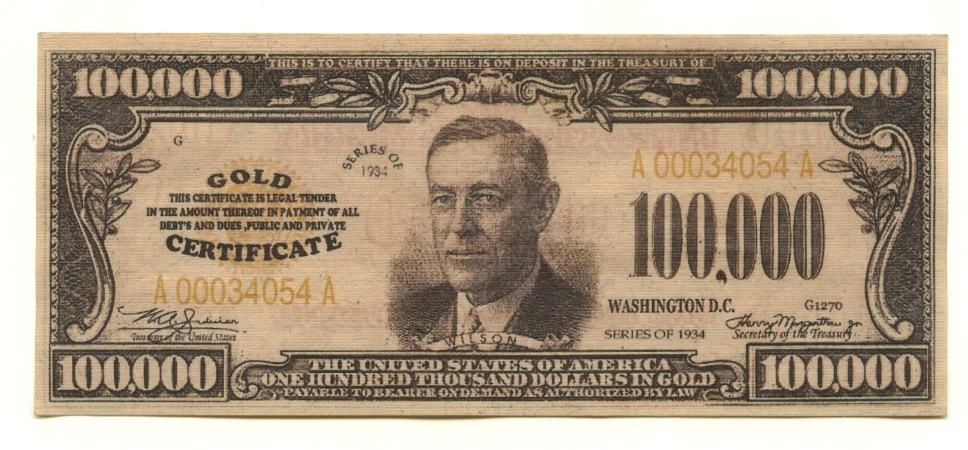 THIS IS TO CERTIFY THAT THERE IS ON DEPOSIT IN THE TREASURY OF
100,000
100,000
G
SERIES OF
1934
A 00034054 A
GOLD
THIS CERTIFICATE IS LEGAL TENDER
IN THE AMOUNT THEREOF IN PAYMENT OF ALL
DEBT'S AND DUES ,PUBLIC AND PRIVATE
CERTIFICATE
100,000
A 00034054 A
WASHINGTON D.C.
G1270
SERIES OF 1934
Treasurer of the United States
Henry Morgenthau Jr.
Secretary of the Treasury
WILSON
100,000
100,000
THE UNITED STATES OF AMERICA
ONE HUNDRED THOUSAND DOLLARS IN GOLD
PAYABLE TO BEARER ON DEMAND AS AUTHORIZED BY LAW